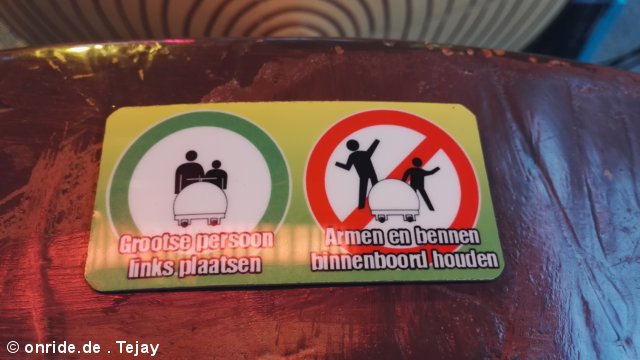 Grootse persoon
links plaatsen
Armen en bennen
binnenboord houden
© onride.de . Tejay